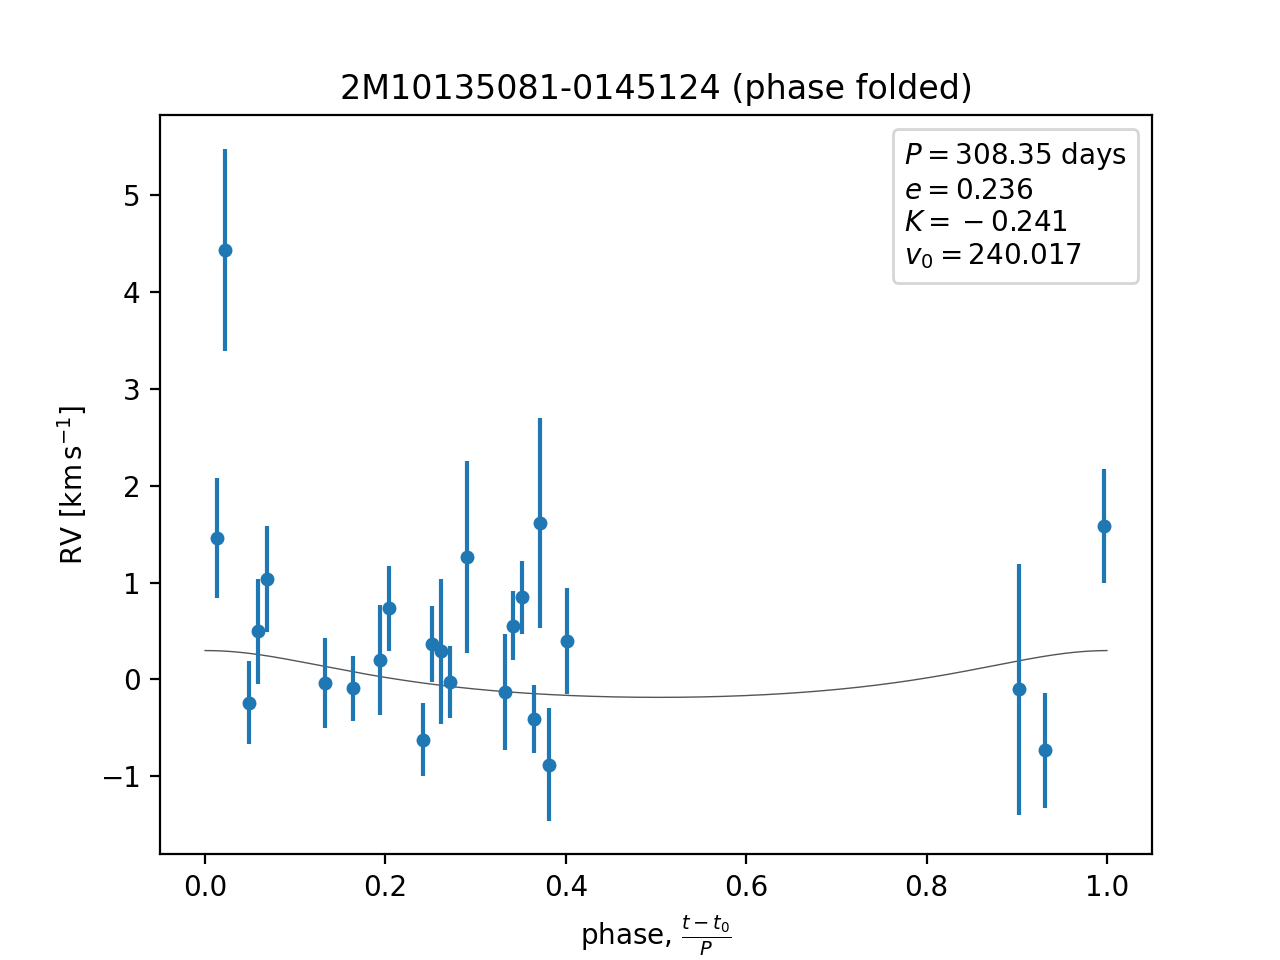 2M10135081-0145124 (phase folded)
P = 308.35 days
e = 0.236
K = −0.241
v₀ = 240.017
5
4
3
2
1
0
−1
RV [km s⁻¹]
0.0 0.2 0.4 0.6 0.8 1.0
phase, (t − t₀)/P